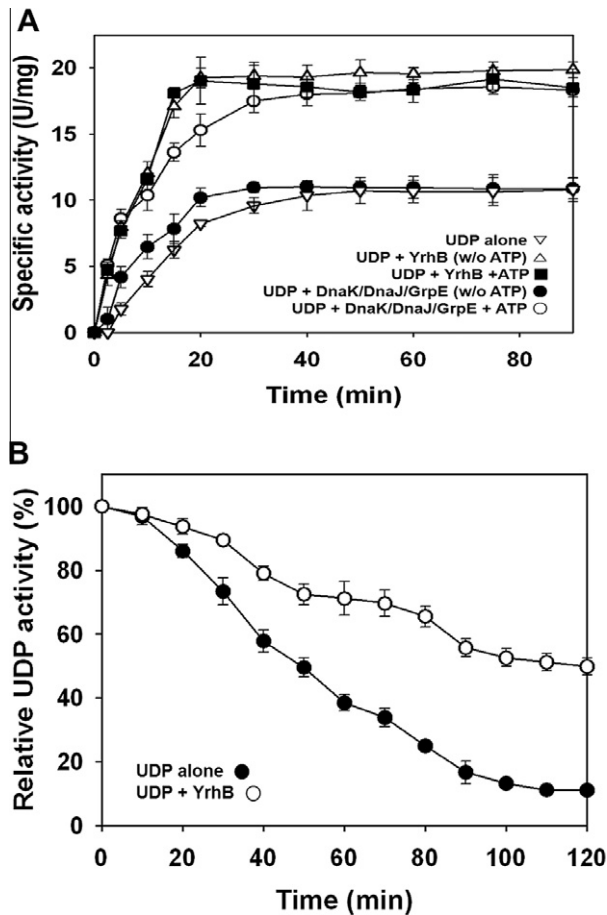 A
Specific activity (U/mg)
20
15
10
5
0
UDP alone
UDP + YrhB (w/o ATP)
UDP + YrhB +ATP
UDP + DnaK/DnaJ/GrpE (w/o ATP)
UDP + DnaK/DnaJ/GrpE + ATP
0 20 40 60 80
Time (min)
B
Relative UDP activity (%)
100
80
60
40
20
0
UDP alone
UDP + YrhB
0 20 40 60 80 100 120
Time (min)